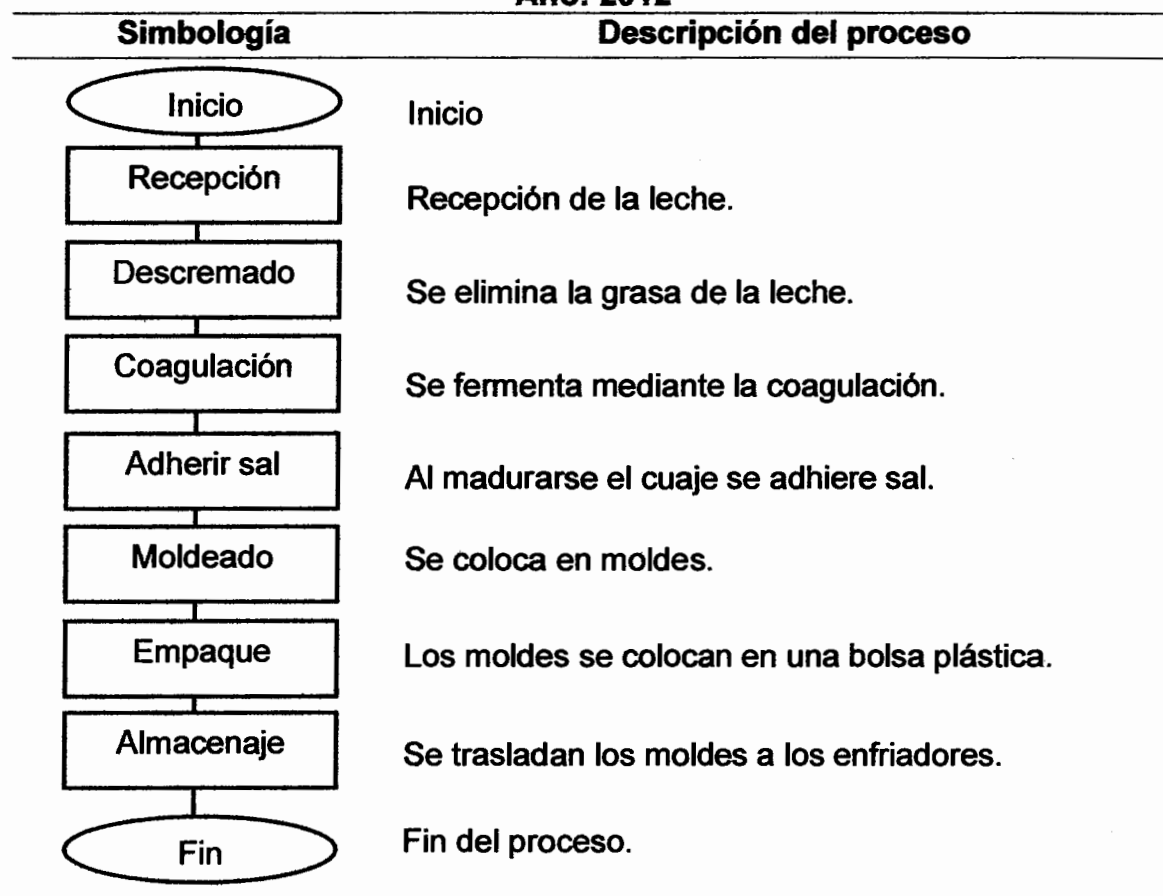 Año: 2012
Simbología Descripción del proceso
Inicio Inicio
Recepción Recepción de la leche.
Descremado Se elimina la grasa de la leche.
Coagulación Se fermenta mediante la coagulación.
Adherir sal Al madurarse el cuaje se adhiere sal.
Moldeado Se coloca en moldes.
Empaque Los moldes se colocan en una bolsa plástica.
Almacenaje Se trasladan los moldes a los enfriadores.
Fin Fin del proceso.